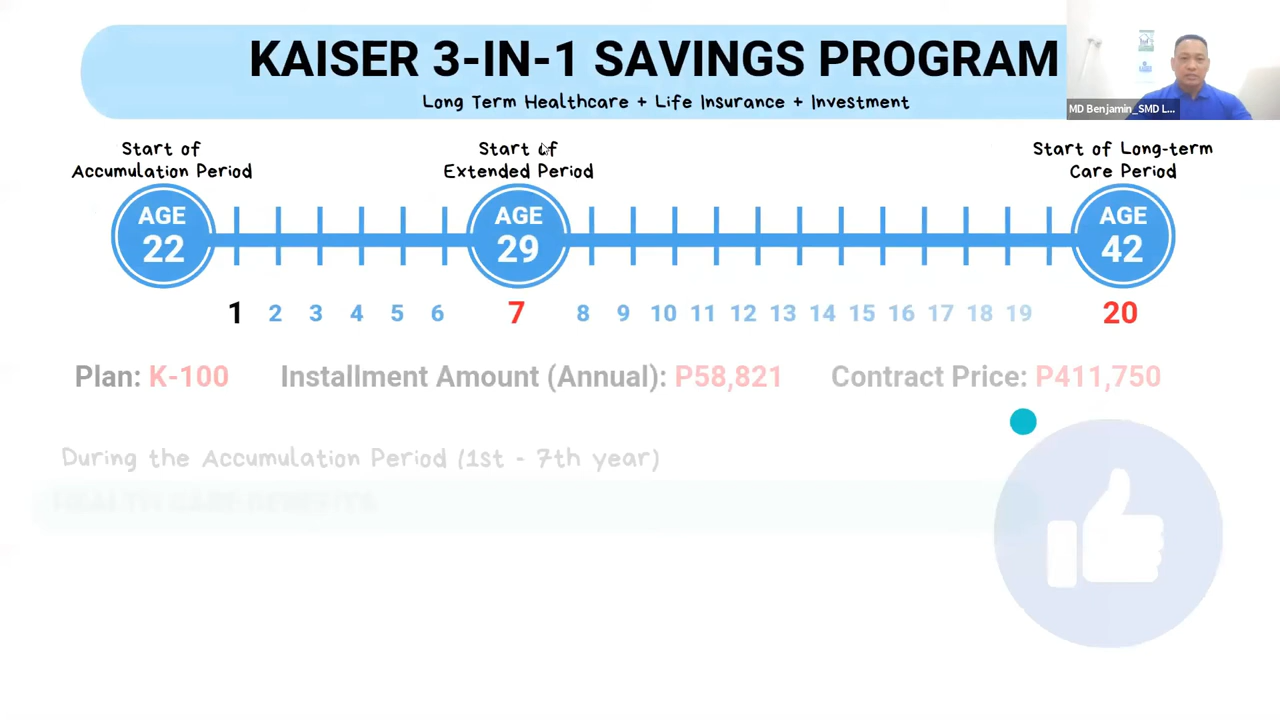 KAISER 3-IN-1 SAVINGS PROGRAM
Long Term Healthcare + Life Insurance + Investment
MD Benjamin_SMD L...
Start of
Accumulation Period
Start of
Extended Period
Start of Long-term
Care Period
AGE
22
AGE
29
AGE
42
1 2 3 4 5 6 7 8 9 10 11 12 13 14 15 16 17 18 19 20
Plan: K-100 Installment Amount (Annual): P58,821 Contract Price: P411,750
During the Accumulation Period (1st - 7th year)
HEALTH CARE BENEFITS